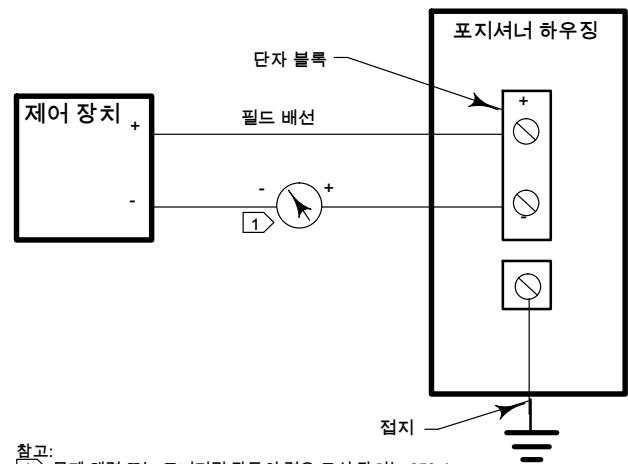 포지셔너 하우징
단자 블록
제어 장치
+
필드 배선
+
-
- +
1
-
접지
참고: